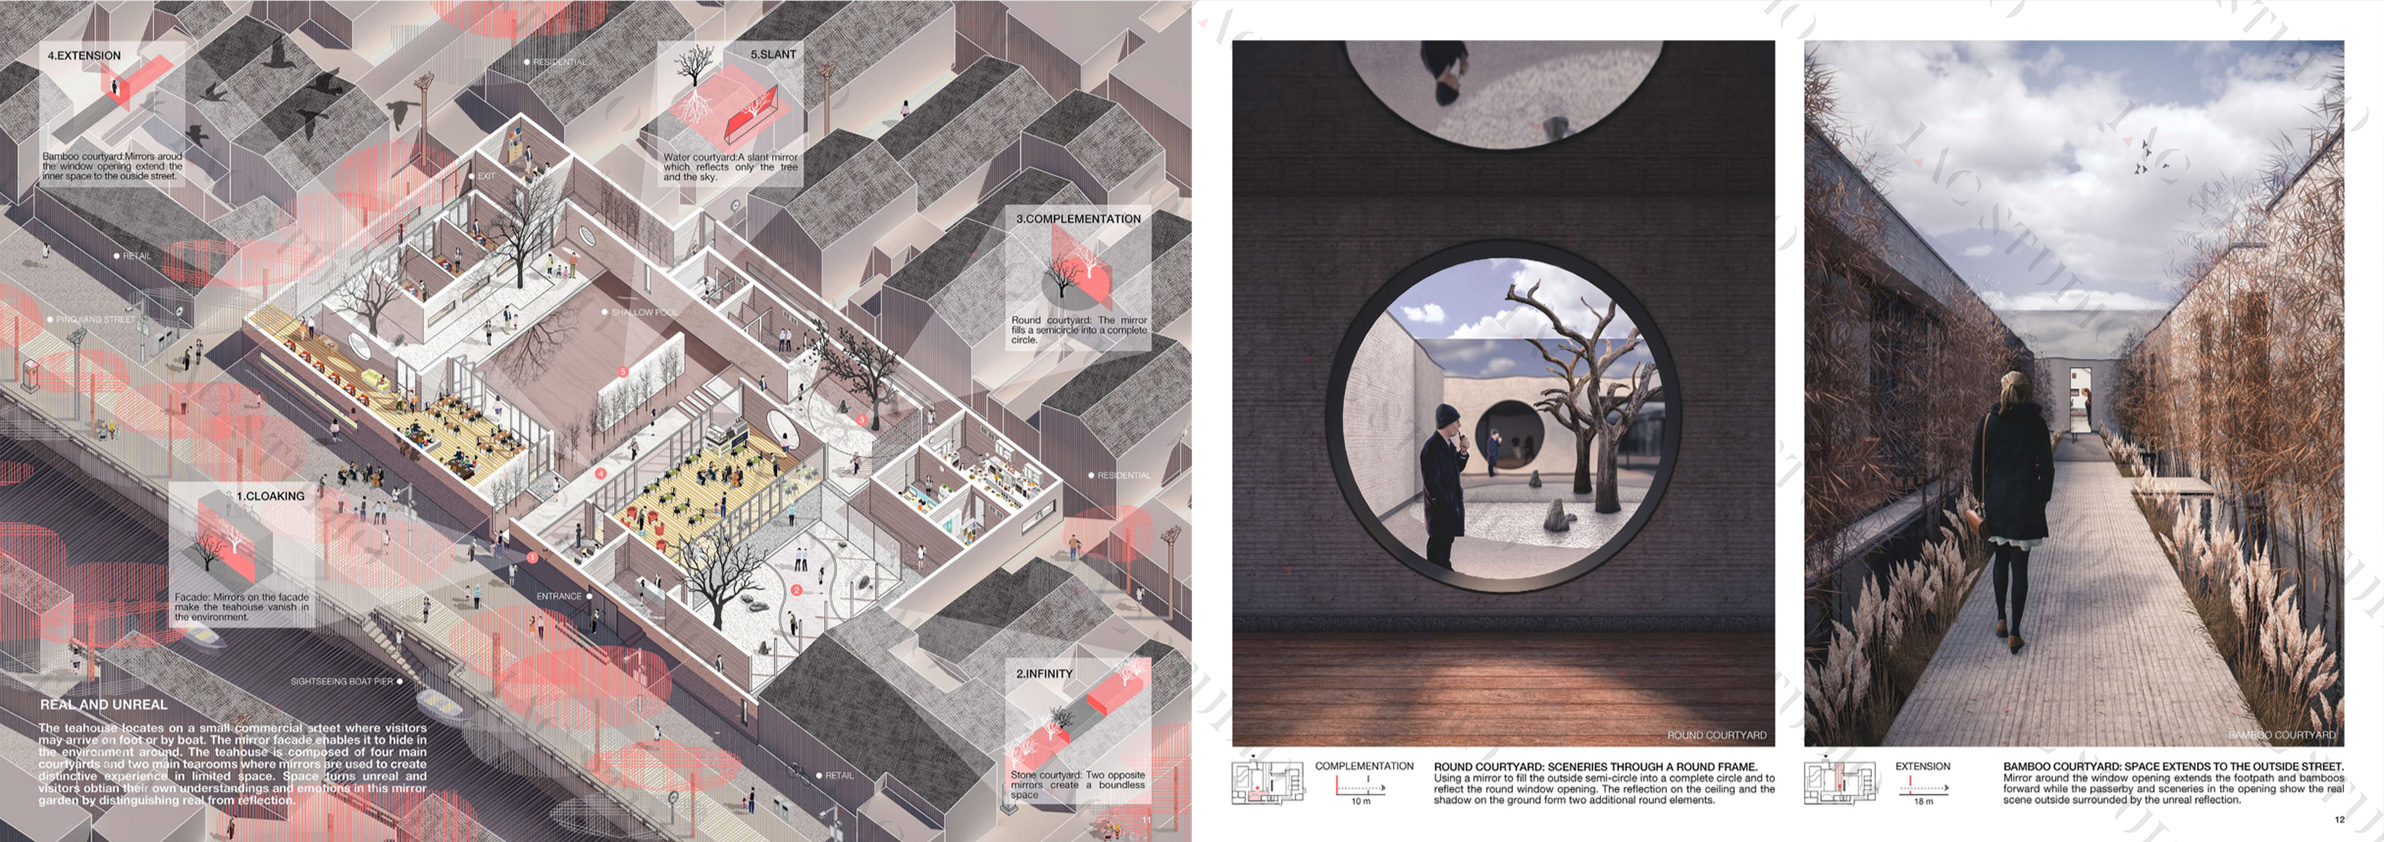 4.EXTENSION
Bamboo courtyard:Mirrors aroud
the window opening extend the
inner space to the ouside street.
RESIDENTIAL
5.SLANT
Water courtyard:A slant mirror
which reflects only the tree
and the sky.
EXIT
3.COMPLEMENTATION
Round courtyard: The mirror
fills a semicircle into a complete
circle.
RETAIL
PINGJIANG STREET
SHALLOW POOL
5
3
4
RESIDENTIAL
1.CLOAKING
Facade: Mirrors on the facade
make the teahouse vanish in
the environment.
1
2
ENTRANCE
SIGHTSEEING BOAT PIER
2.INFINITY
Stone courtyard: Two opposite
mirrors create a boundless
space
RETAIL
REAL AND UNREAL
The teahouse locates on a small commercial srteet where visitors
may arrive on foot or by boat. The mirror facade enables it to hide in
the environment around. The teahouse is composed of four main
courtyards and two main tearooms where mirrors are used to create
distinctive experience in limited space. Space turns unreal and
visitors obtian their own understandings and emotions in this mirror
garden by distinguishing real from reflection.
11
ROUND COURTYARD
COMPLEMENTATION
10 m
ROUND COURTYARD: SCENERIES THROUGH A ROUND FRAME.
Using a mirror to fill the outside semi-circle into a complete circle and to
reflect the round window opening. The reflection on the ceiling and the
shadow on the ground form two additional round elements.
BAMBOO COURTYARD
EXTENSION
18 m
BAMBOO COURTYARD: SPACE EXTENDS TO THE OUTSIDE STREET.
Mirror around the window opening extends the footpath and bamboos
forward while the passerby and sceneries in the opening show the real
scene outside surrounded by the unreal reflection.
12